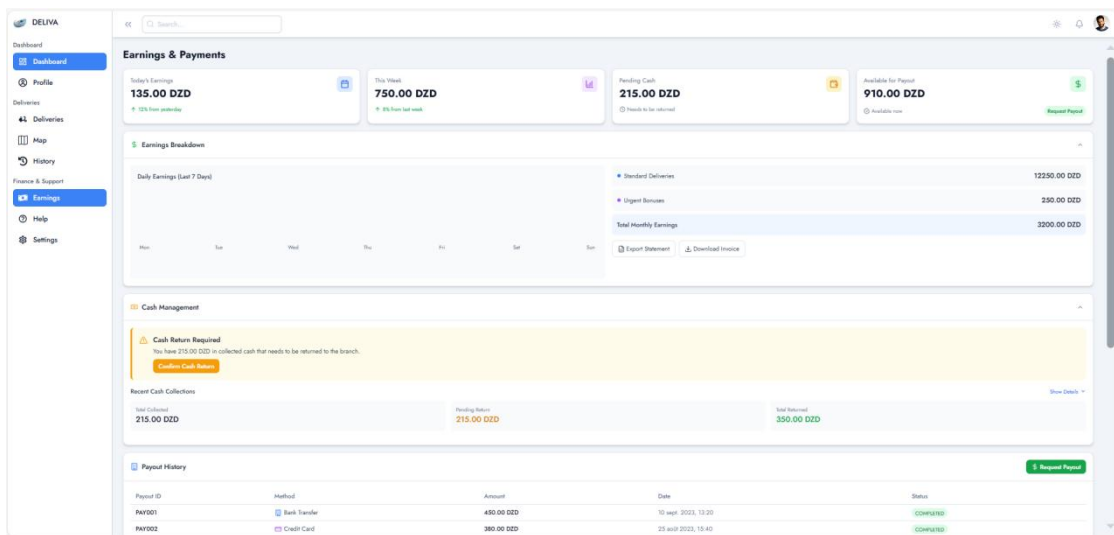 DELIVA
Search...
Dashboard
Dashboard
Profile
Deliveries
Deliveries
Map
History
Finance & Support
Earnings
Help
Settings
Earnings & Payments
Today's Earnings
135.00 DZD
12% from yesterday
This Week
750.00 DZD
8% from last week
Pending Cash
215.00 DZD
Needs to be returned
Available for Payout
910.00 DZD
Available now
Request Payout
Earnings Breakdown
Daily Earnings (Last 7 Days)
Mon Tue Wed Thu Fri Sat Sun
Standard Deliveries 12250.00 DZD
Urgent Bonuses 250.00 DZD
Total Monthly Earnings 3200.00 DZD
Export Statement Download Invoice
Cash Management
Cash Return Required
You have 215.00 DZD in collected cash that needs to be returned to the branch.
Confirm Cash Return
Recent Cash Collections Show Details
Total Collected
215.00 DZD
Pending Return
215.00 DZD
Total Returned
350.00 DZD
Payout History Request Payout
Payout ID Method Amount Date Status
PAY001 Bank Transfer 450.00 DZD 10 sept. 2023, 13:20 COMPLETED
PAY002 Credit Card 380.00 DZD 25 août 2023, 15:40 COMPLETED